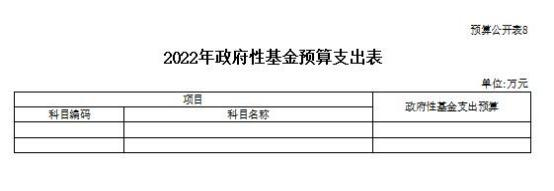 预算公开表8
2022年政府性基金预算支出表
单位:万元
项目
政府性基金支出预算
科目编码 科目名称